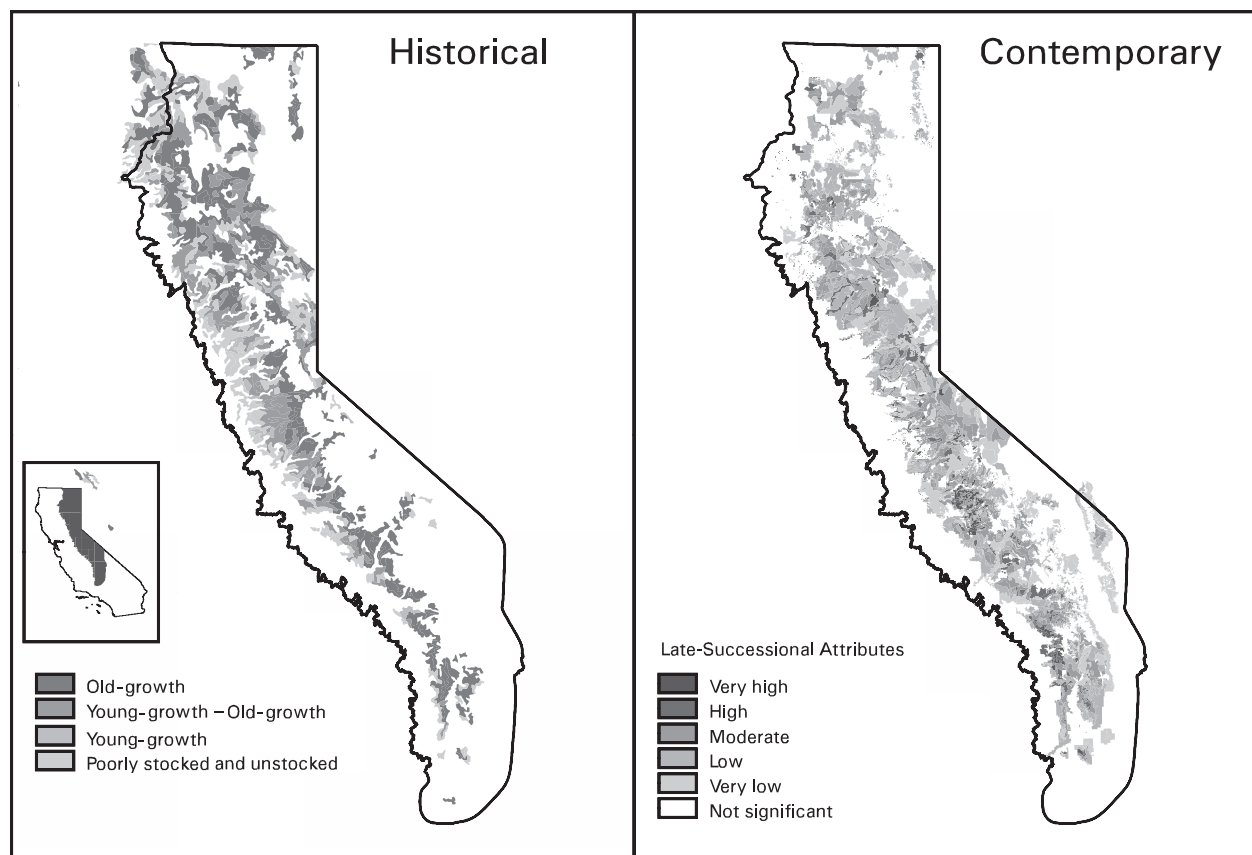 Historical
Old-growth
Young-growth – Old-growth
Young-growth
Poorly stocked and unstocked
Contemporary
Late-Successional Attributes
Very high
High
Moderate
Low
Very low
Not significant